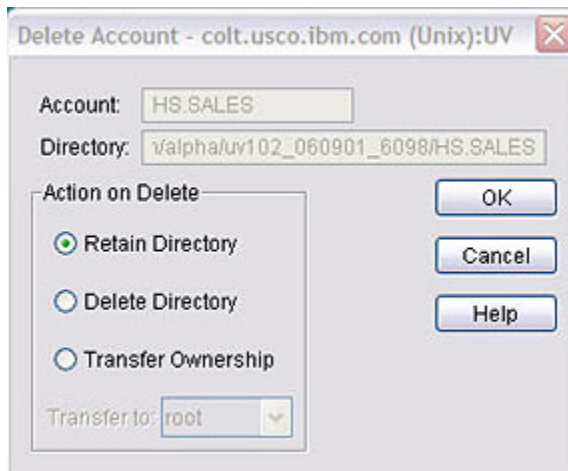 Delete Account - colt.usco.ibm.com (Unix):UV
Account: HS.SALES
Directory: \/alpha/uv102_060901_6098/HS.SALES
Action on Delete
OK
Retain Directory
Cancel
Delete Directory
Help
Transfer Ownership
Transfer to: root